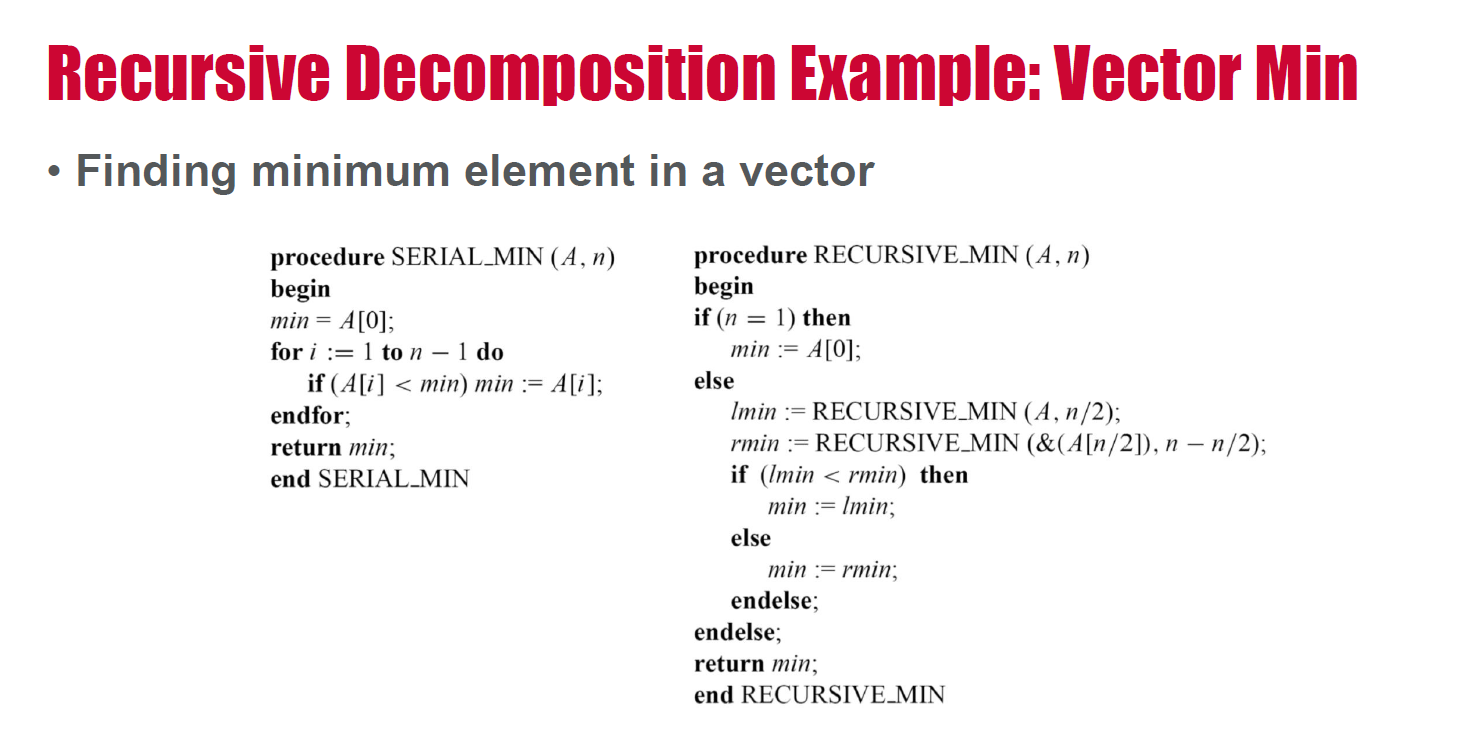 Recursive Decomposition Example: Vector Min
• Finding minimum element in a vector
procedure SERIAL_MIN (A, n)
begin
min = A[0];
for i := 1 to n − 1 do
if (A[i] < min) min := A[i];
endfor;
return min;
end SERIAL_MIN
procedure RECURSIVE_MIN (A, n)
begin
if (n = 1) then
min := A[0];
else
lmin := RECURSIVE_MIN (A, n/2);
rmin := RECURSIVE_MIN (&(A[n/2]), n − n/2);
if (lmin < rmin) then
min := lmin;
else
min := rmin;
endelse;
endelse;
return min;
end RECURSIVE_MIN